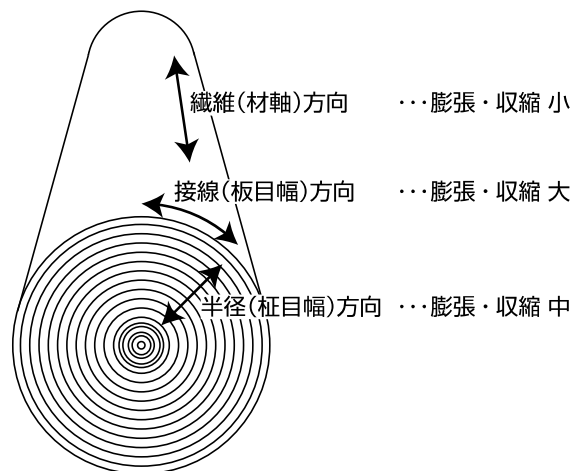 繊維(材軸)方向 ･･･膨張・収縮 小
接線(板目幅)方向 ･･･膨張・収縮 大
半径(柾目幅)方向 ･･･膨張・収縮 中